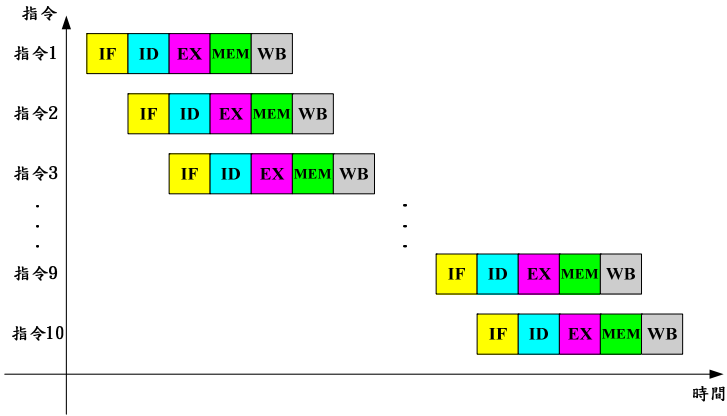 指令
指令1 IF ID EX MEM WB
指令2 IF ID EX MEM WB
指令3 IF ID EX MEM WB
指令9 IF ID EX MEM WB
指令10 IF ID EX MEM WB
時間